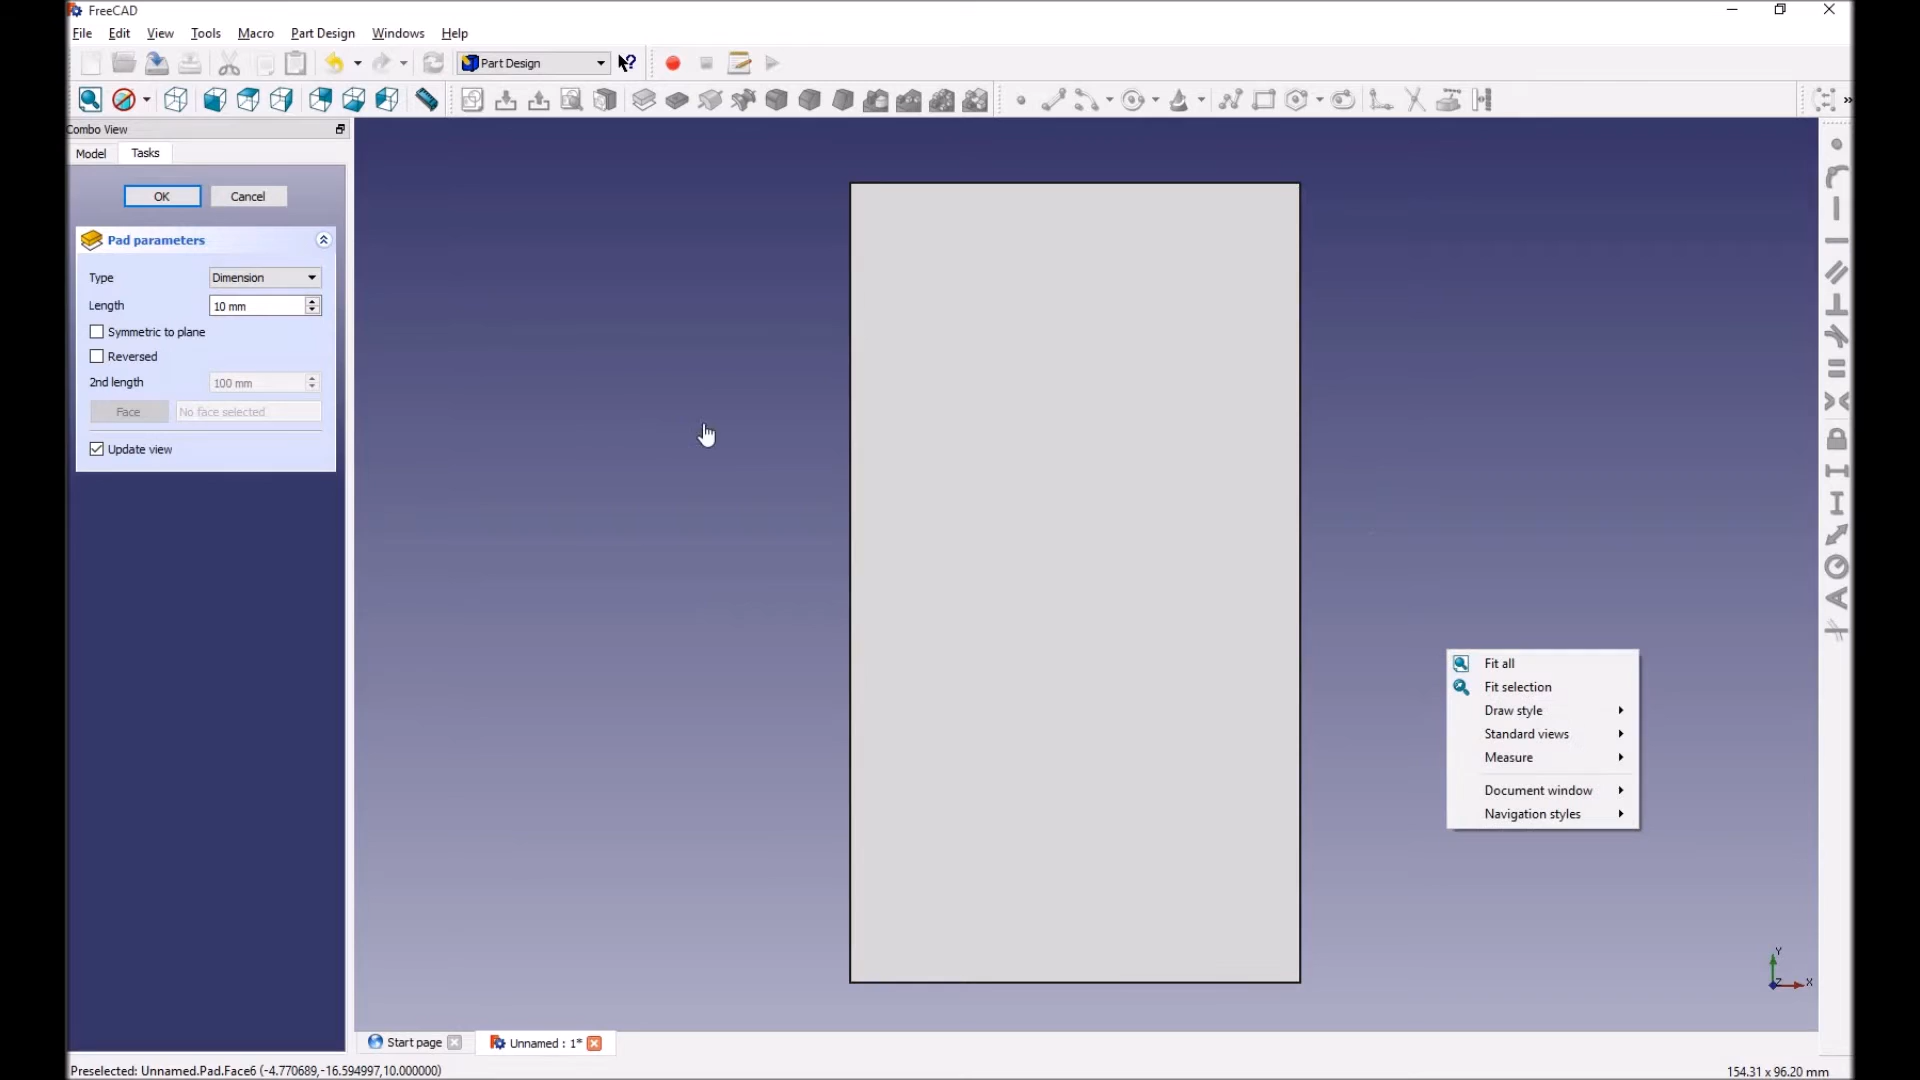 FreeCAD
File Edit View Tools Macro Part Design Windows Help
Part Design
Combo View
Model Tasks
OK Cancel
Pad parameters
Type Dimension
Length 10 mm
Symmetric to plane
Reversed
2nd length 100 mm
Face No face selected
Update view
Fit all
Fit selection
Draw style
Standard views
Measure
Document window
Navigation styles
Y
Z X
Start page Unnamed : 1*
Preselected: Unnamed.Pad.Face6 (-4.770689,-16.594997,10.000000) 154.31 x 96.20 mm